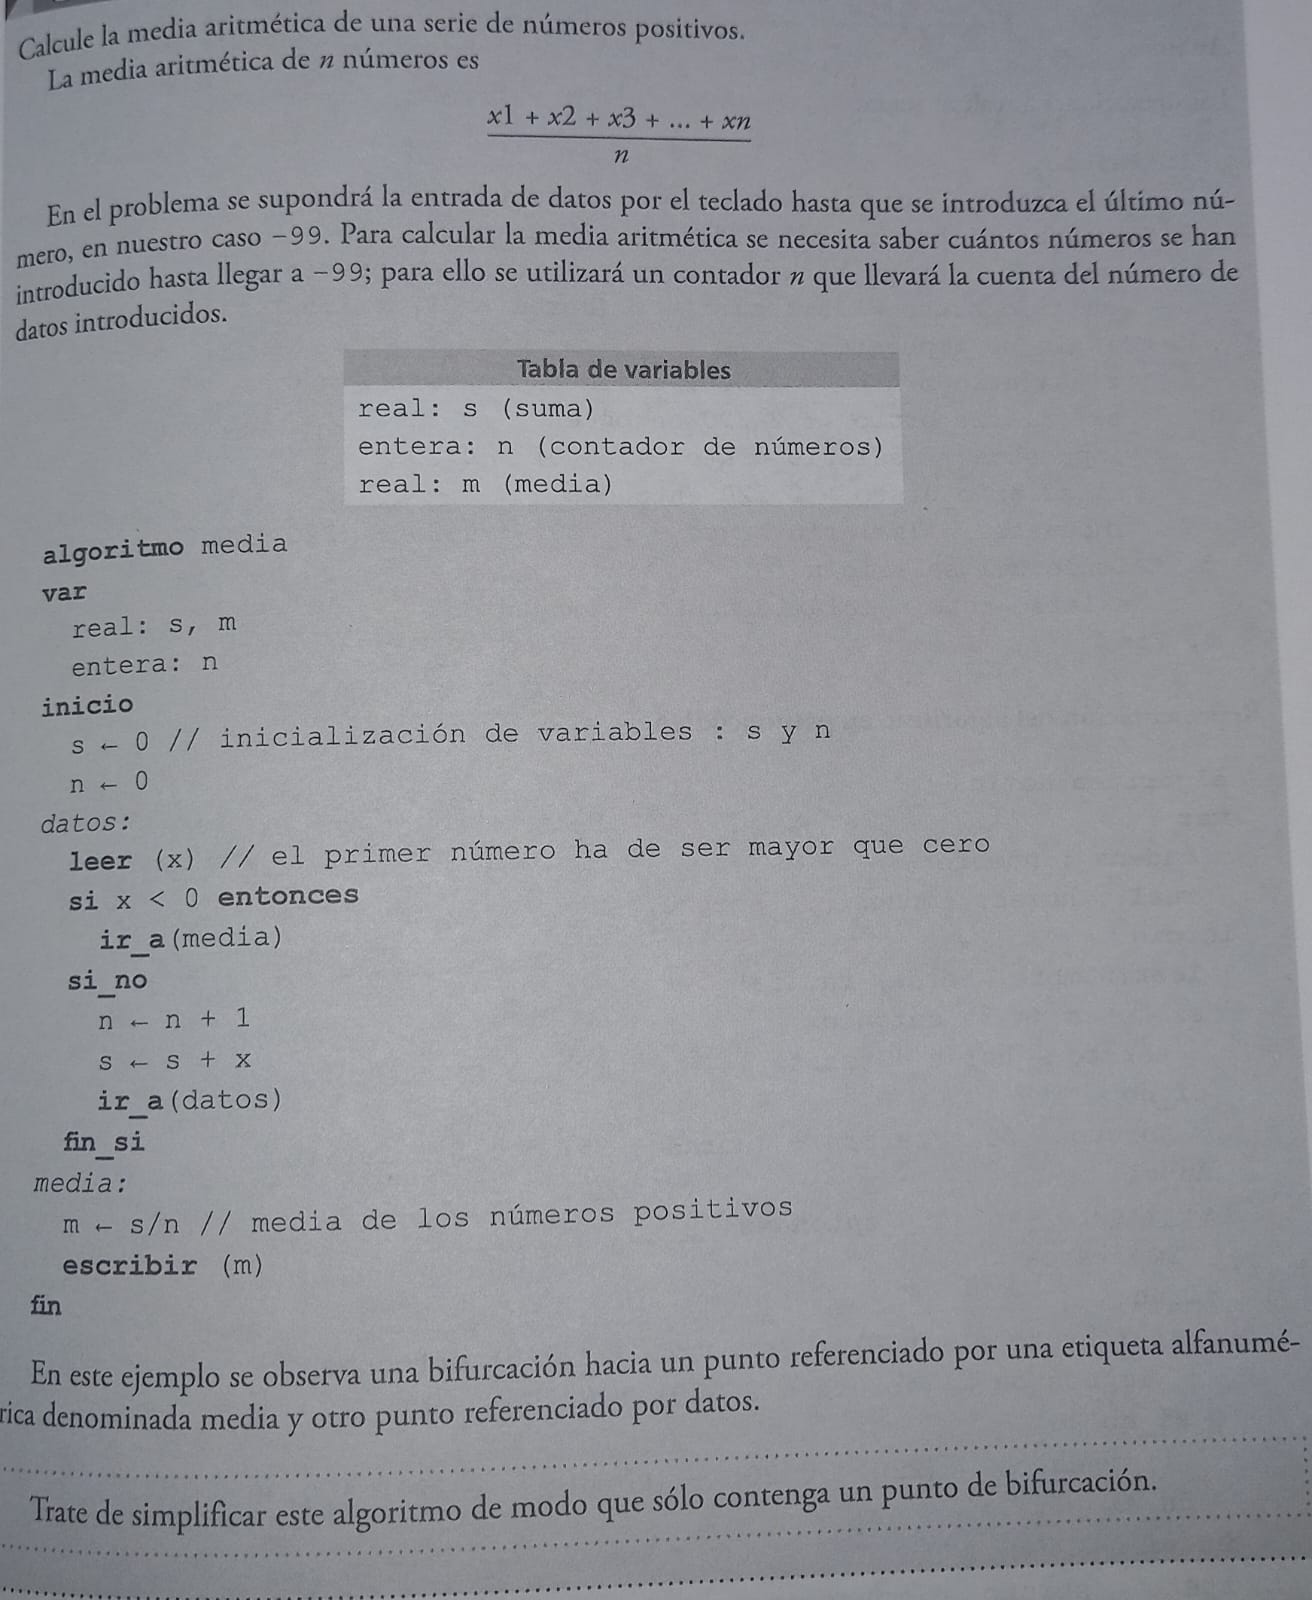 Calcule la media aritmética de una serie de números positivos.
La media aritmética de n números es
x1 + x2 + x3 + ... + xn
n
En el problema se supondrá la entrada de datos por el teclado hasta que se introduzca el último nú-
mero, en nuestro caso −99. Para calcular la media aritmética se necesita saber cuántos números se han
introducido hasta llegar a −99; para ello se utilizará un contador n que llevará la cuenta del número de
datos introducidos.
Tabla de variables
real: s (suma)
entera: n (contador de números)
real: m (media)
algoritmo media
var
real: s, m
entera: n
inicio
s ← 0 // inicialización de variables : s y n
n ← 0
datos:
leer (x) // el primer número ha de ser mayor que cero
si x < 0 entonces
ir_a(media)
si_no
n ← n + 1
s ← s + x
ir_a(datos)
fin_si
media:
m ← s/n // media de los números positivos
escribir (m)
fin
En este ejemplo se observa una bifurcación hacia un punto referenciado por una etiqueta alfanumé-
rica denominada media y otro punto referenciado por datos.
Trate de simplificar este algoritmo de modo que sólo contenga un punto de bifurcación.